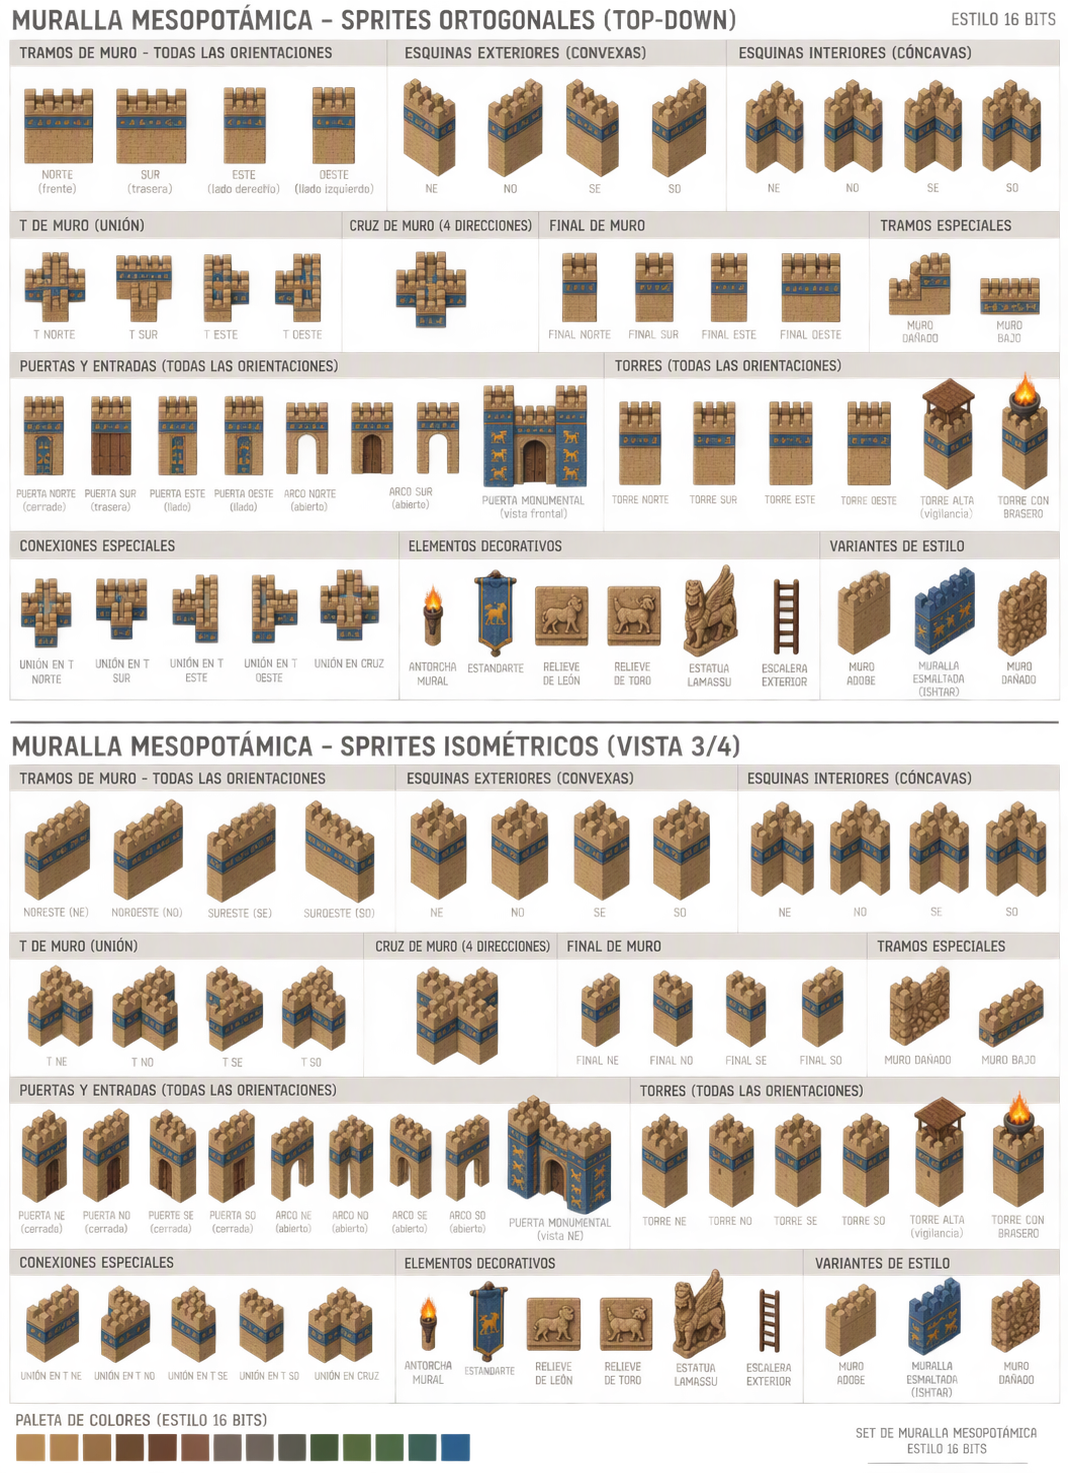 MURALLA MESOPOTÁMICA – SPRITES ORTOGONALES (TOP-DOWN)
ESTILO 16 BITS
TRAMOS DE MURO - TODAS LAS ORIENTACIONES
ESQUINAS EXTERIORES (CONVEXAS)
ESQUINAS INTERIORES (CÓNCAVAS)
NORTE
(frente)
SUR
(trasera)
ESTE
(lado derecho)
OESTE
(lado izquierdo)
NE
NO
SE
SO
NE
NO
SE
SO
T DE MURO (UNIÓN)
CRUZ DE MURO (4 DIRECCIONES)
FINAL DE MURO
TRAMOS ESPECIALES
T NORTE
T SUR
T ESTE
T OESTE
FINAL NORTE
FINAL SUR
FINAL ESTE
FINAL OESTE
MURO
DAÑADO
MURO
BAJO
PUERTAS Y ENTRADAS (TODAS LAS ORIENTACIONES)
TORRES (TODAS LAS ORIENTACIONES)
PUERTA NORTE
(cerrada)
PUERTA SUR
(trasera)
PUERTA ESTE
(lado)
PUERTA OESTE
(lado)
ARCO NORTE
(abierto)
ARCO SUR
(abierto)
PUERTA MONUMENTAL
(vista frontal)
TORRE NORTE
TORRE SUR
TORRE ESTE
TORRE OESTE
TORRE ALTA
(vigilancia)
TORRE CON
BRASERO
CONEXIONES ESPECIALES
ELEMENTOS DECORATIVOS
VARIANTES DE ESTILO
UNIÓN EN T
NORTE
UNIÓN EN T
SUR
UNIÓN EN T
ESTE
UNIÓN EN T
OESTE
UNIÓN EN CRUZ
ANTORCHA
MURAL
ESTANDARTE
RELIEVE
DE LEÓN
RELIEVE
DE TORO
ESTATUA
LAMASSU
ESCALERA
EXTERIOR
MURO
ADOBE
MURALLA
ESMALTADA
(ISHTAR)
MURO
DAÑADO
MURALLA MESOPOTÁMICA – SPRITES ISOMÉTRICOS (VISTA 3/4)
TRAMOS DE MURO - TODAS LAS ORIENTACIONES
ESQUINAS EXTERIORES (CONVEXAS)
ESQUINAS INTERIORES (CÓNCAVAS)
NORESTE (NE)
NOROESTE (NO)
SURESTE (SE)
SUROESTE (SO)
NE
NO
SE
SO
NE
NO
SE
SO
T DE MURO (UNIÓN)
CRUZ DE MURO (4 DIRECCIONES)
FINAL DE MURO
TRAMOS ESPECIALES
T NE
T NO
T SE
T SO
FINAL NE
FINAL NO
FINAL SE
FINAL SO
MURO DAÑADO
MURO BAJO
PUERTAS Y ENTRADAS (TODAS LAS ORIENTACIONES)
TORRES (TODAS LAS ORIENTACIONES)
PUERTA NE
(cerrada)
PUERTA NO
(cerrada)
PUERTE SE
(cerrada)
PUERTA SO
(cerrada)
ARCO NE
(abierto)
ARCO NO
(abierto)
ARCO SE
(abierto)
ARCO SO
(abierto)
PUERTA MONUMENTAL
(vista NE)
TORRE NE
TORRE NO
TORRE SE
TORRE SO
TORRE ALTA
(vigilancia)
TORRE CON
BRASERO
CONEXIONES ESPECIALES
ELEMENTOS DECORATIVOS
VARIANTES DE ESTILO
UNIÓN EN T NE
UNIÓN EN T NO
UNIÓN EN T SE
UNIÓN EN T SO
UNIÓN EN CRUZ
ANTORCHA
MURAL
ESTANDARTE
RELIEVE
DE LEÓN
RELIEVE
DE TORO
ESTATUA
LAMASSU
ESCALERA
EXTERIOR
MURO
ADOBE
MURALLA
ESMALTADA
(ISHTAR)
MURO
DAÑADO
PALETA DE COLORES (ESTILO 16 BITS)
SET DE MURALLA MESOPOTÁMICA
ESTILO 16 BITS